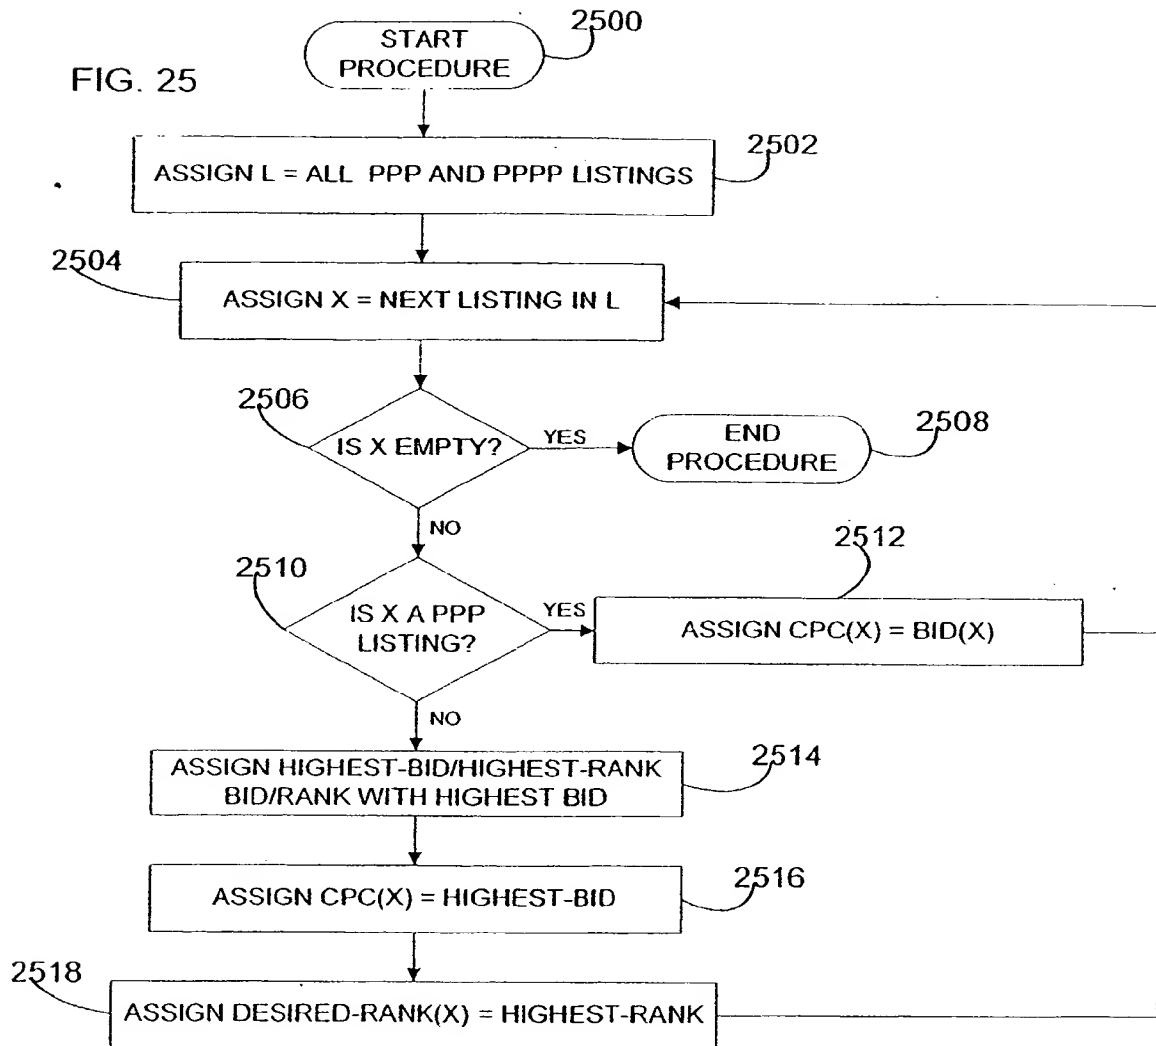 2500
START
PROCEDURE
FIG. 25
2502
ASSIGN L = ALL PPP AND PPPP LISTINGS
2504
ASSIGN X = NEXT LISTING IN L
2506
IS X EMPTY?
YES
END
PROCEDURE
2508
NO
2510
IS X A PPP
LISTING?
YES
2512
ASSIGN CPC(X) = BID(X)
NO
2514
ASSIGN HIGHEST-BID/HIGHEST-RANK
BID/RANK WITH HIGHEST BID
2516
ASSIGN CPC(X) = HIGHEST-BID
2518
ASSIGN DESIRED-RANK(X) = HIGHEST-RANK